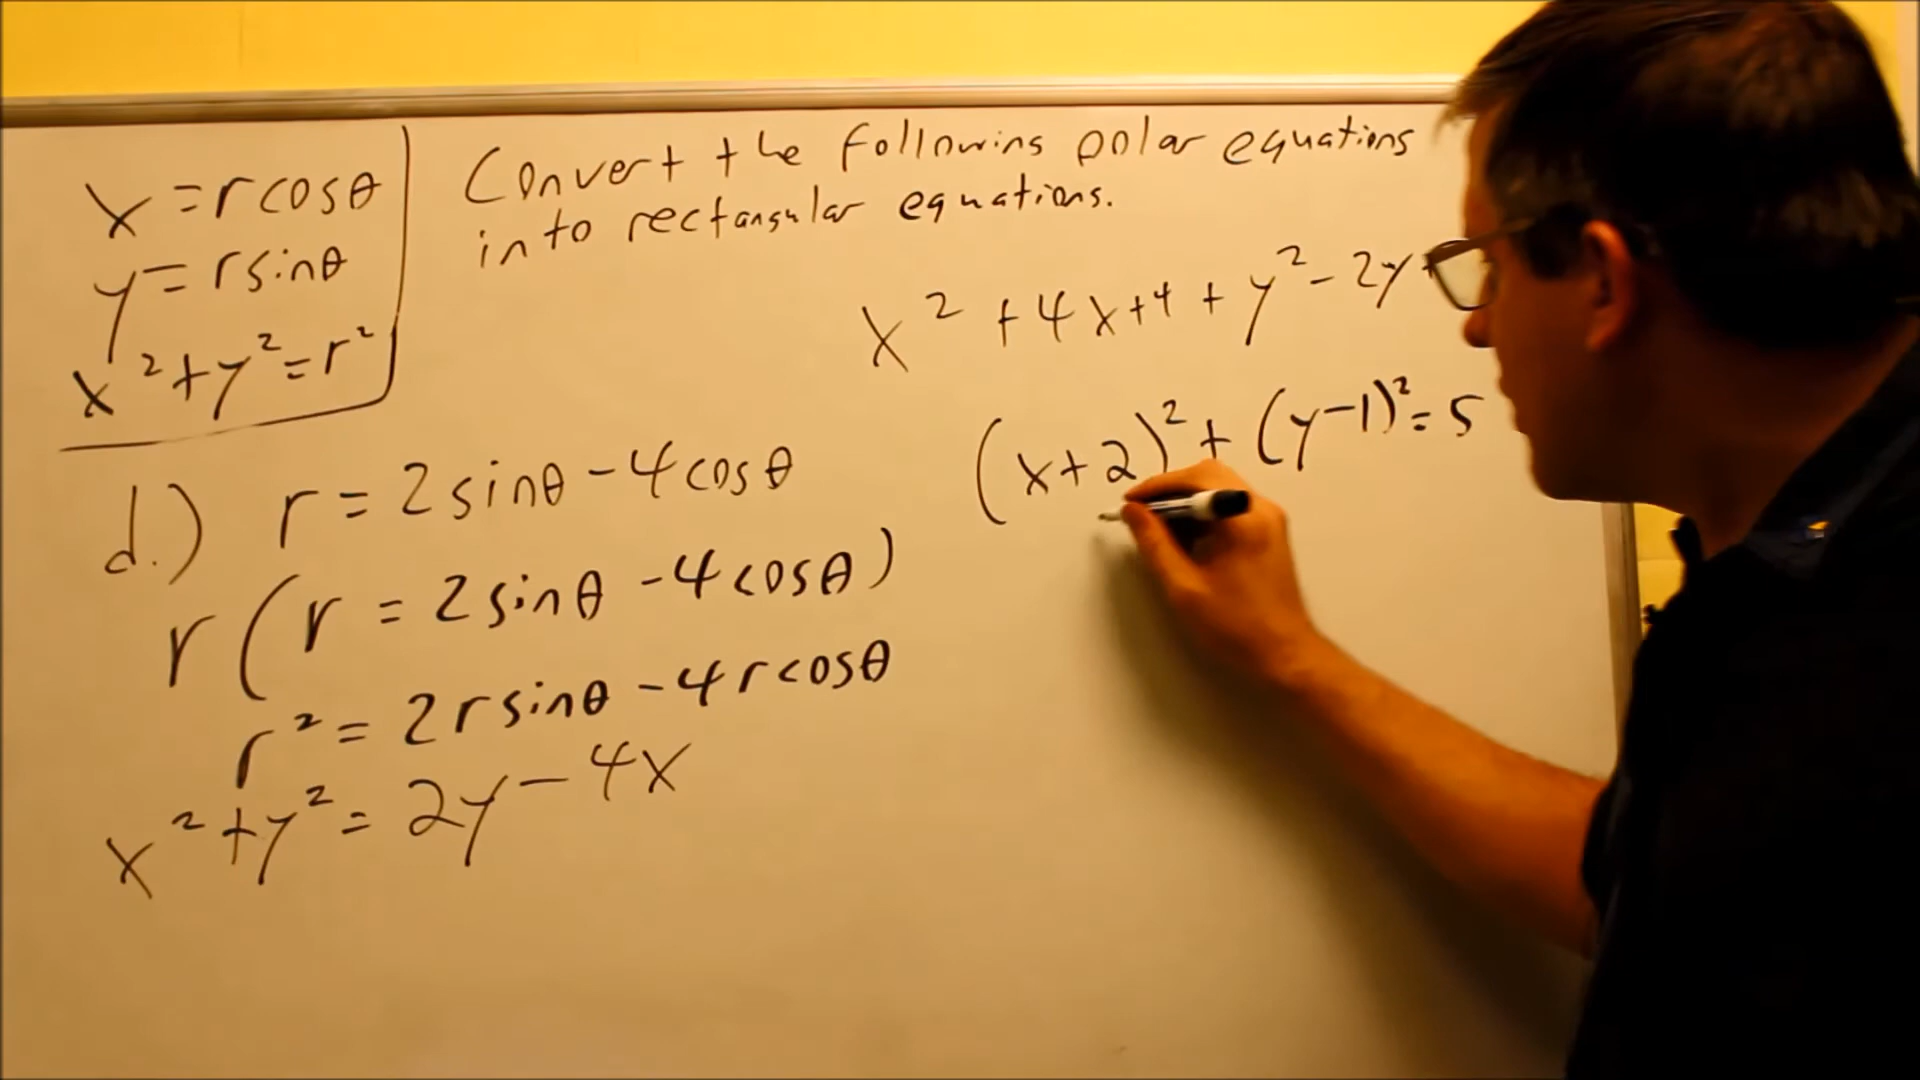 x = r cos θ
y = r sin θ
x² + y² = r²
Convert the following polar equations
into rectangular equations.
d.) r = 2 sin θ - 4 cos θ
r ( r = 2 sin θ - 4 cos θ )
r² = 2 r sin θ - 4 r cos θ
x² + y² = 2y - 4x
x² + 4x + 4 + y² - 2y
(x+2)² + (y-1)² = 5